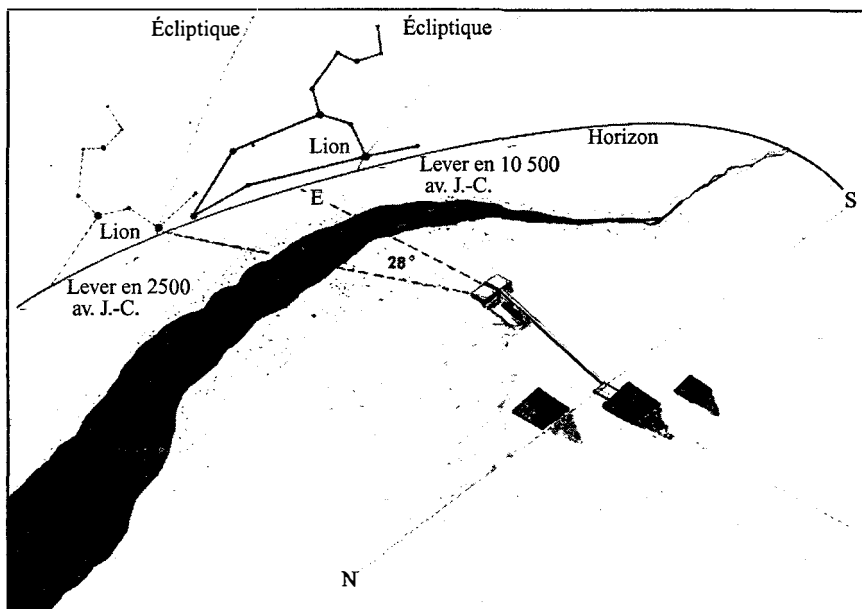 Écliptique
Écliptique
Lion
Horizon
Lever en 10 500
av. J.-C.
E
S
Lion
28°
Lever en 2500
av. J.-C.
N